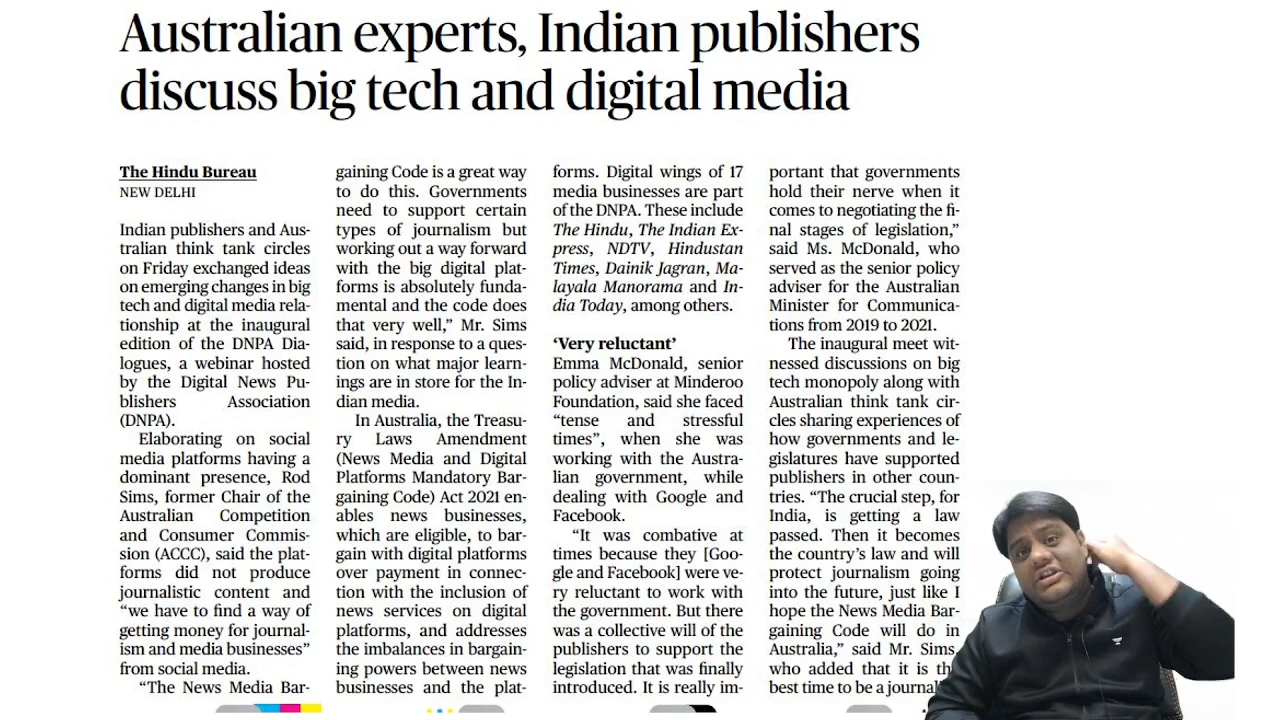 Australian experts, Indian publishers
discuss big tech and digital media
The Hindu Bureau
NEW DELHI
Indian publishers and Aus-
tralian think tank circles
on Friday exchanged ideas
on emerging changes in big
tech and digital media rela-
tionship at the inaugural
edition of the DNPA Dia-
logues, a webinar hosted
by the Digital News Pu-
blishers Association
(DNPA).
Elaborating on social
media platforms having a
dominant presence, Rod
Sims, former Chair of the
Australian Competition
and Consumer Commis-
sion (ACCC), said the plat-
forms did not produce
journalistic content and
“we have to find a way of
getting money for journal-
ism and media businesses”
from social media.
“The News Media Bar-
gaining Code is a great way
to do this. Governments
need to support certain
types of journalism but
working out a way forward
with the big digital plat-
forms is absolutely funda-
mental and the code does
that very well,” Mr. Sims
said, in response to a ques-
tion on what major learn-
ings are in store for the In-
dian media.
In Australia, the Treasu-
ry Laws Amendment
(News Media and Digital
Platforms Mandatory Bar-
gaining Code) Act 2021 en-
ables news businesses,
which are eligible, to bar-
gain with digital platforms
over payment in connec-
tion with the inclusion of
news services on digital
platforms, and addresses
the imbalances in bargain-
ing powers between news
businesses and the plat-
forms. Digital wings of 17
media businesses are part
of the DNPA. These include
The Hindu, The Indian Ex-
press, NDTV, Hindustan
Times, Dainik Jagran, Ma-
layala Manorama and In-
dia Today, among others.
‘Very reluctant’
Emma McDonald, senior
policy adviser at Minderoo
Foundation, said she faced
“tense and stressful
times”, when she was
working with the Austra-
lian government, while
dealing with Google and
Facebook.
“It was combative at
times because they [Goo-
gle and Facebook] were ve-
ry reluctant to work with
the government. But there
was a collective will of the
publishers to support the
legislation that was finally
introduced. It is really im-
portant that governments
hold their nerve when it
comes to negotiating the fi-
nal stages of legislation,”
said Ms. McDonald, who
served as the senior policy
adviser for the Australian
Minister for Communica-
tions from 2019 to 2021.
The inaugural meet wit-
nessed discussions on big
tech monopoly along with
Australian think tank cir-
cles sharing experiences of
how governments and le-
gislatures have supported
publishers in other coun-
tries. “The crucial step, for
India, is getting a law
passed. Then it becomes
the country’s law and will
protect journalism going
into the future, just like I
hope the News Media Bar-
gaining Code will do in
Australia,” said Mr. Sims,
who added that it is
best time to be a